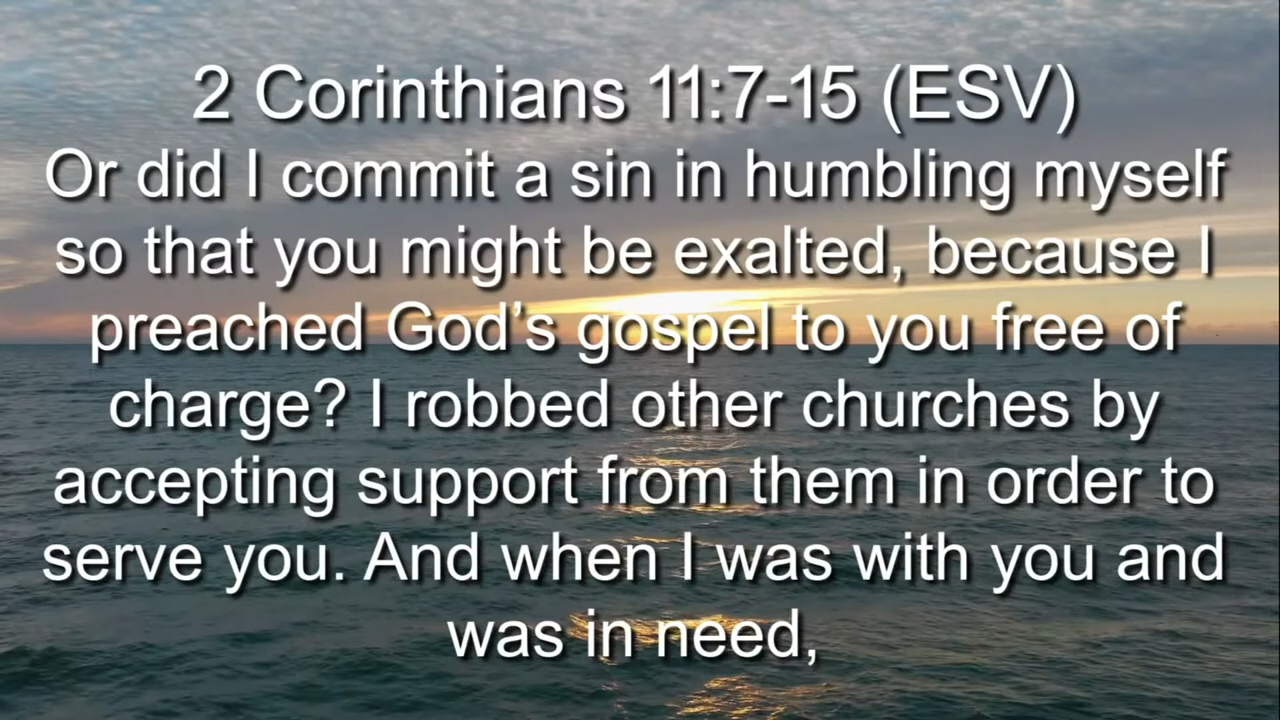 2 Corinthians 11:7-15 (ESV)
Or did I commit a sin in humbling myself
so that you might be exalted, because I
preached God’s gospel to you free of
charge? I robbed other churches by
accepting support from them in order to
serve you. And when I was with you and
was in need,